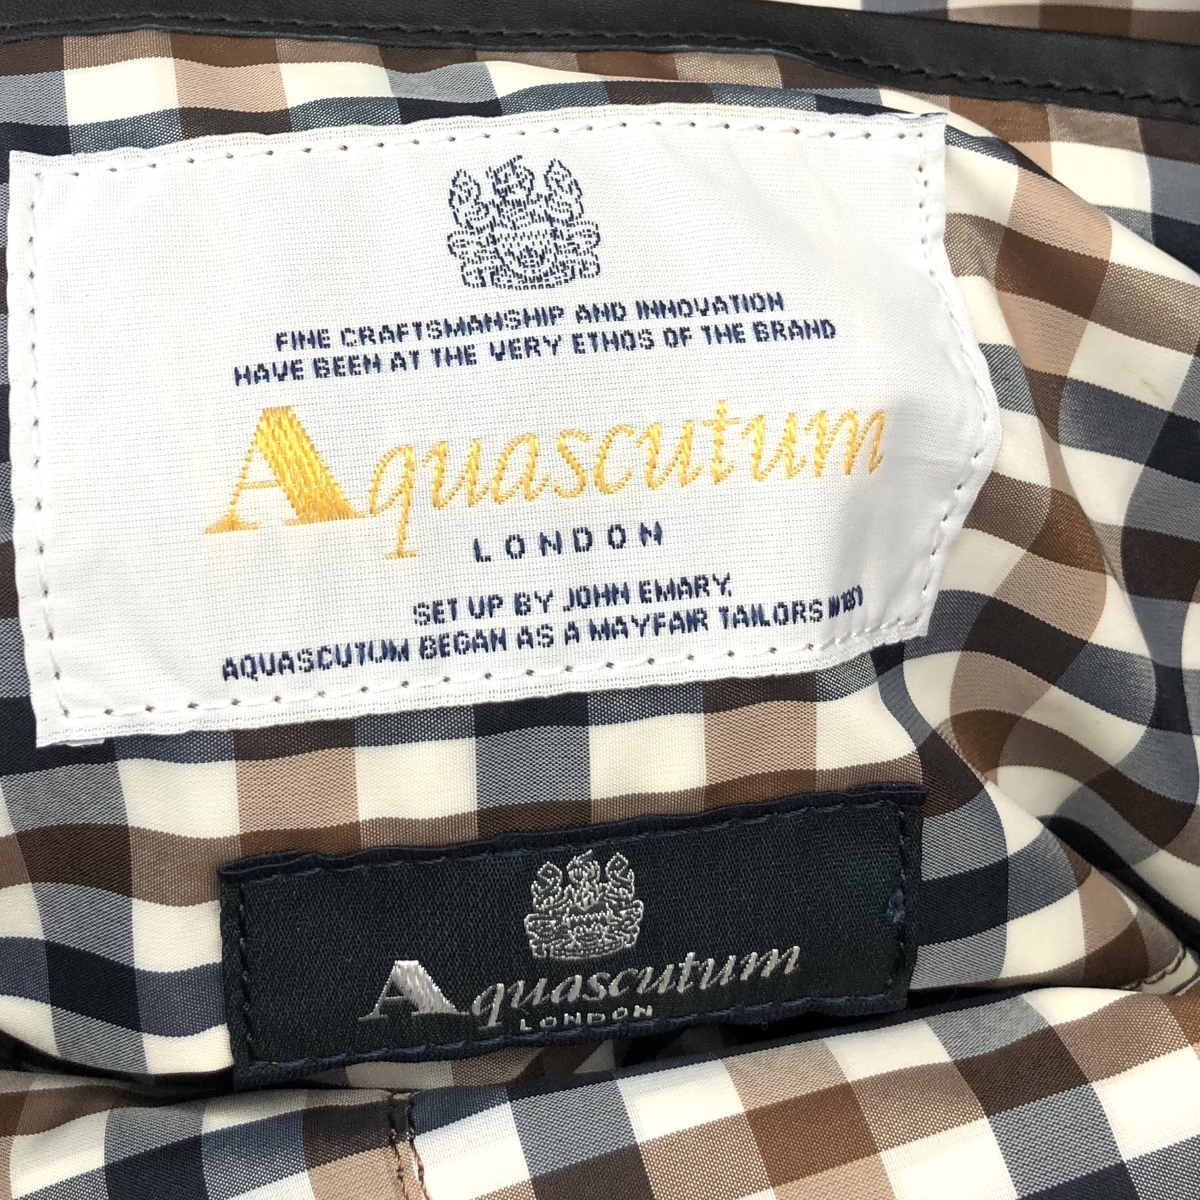 FINE CRAFTSMANSHIP AND INNOVATION
HAVE BEEN AT THE VERY ETHOS OF THE BRAND
Aquascutum
LONDON
SET UP BY JOHN EMARY,
AQUASCUTUM BEGAN AS A MAYFAIR TAILORS IN 1851
Aquascutum
LONDON